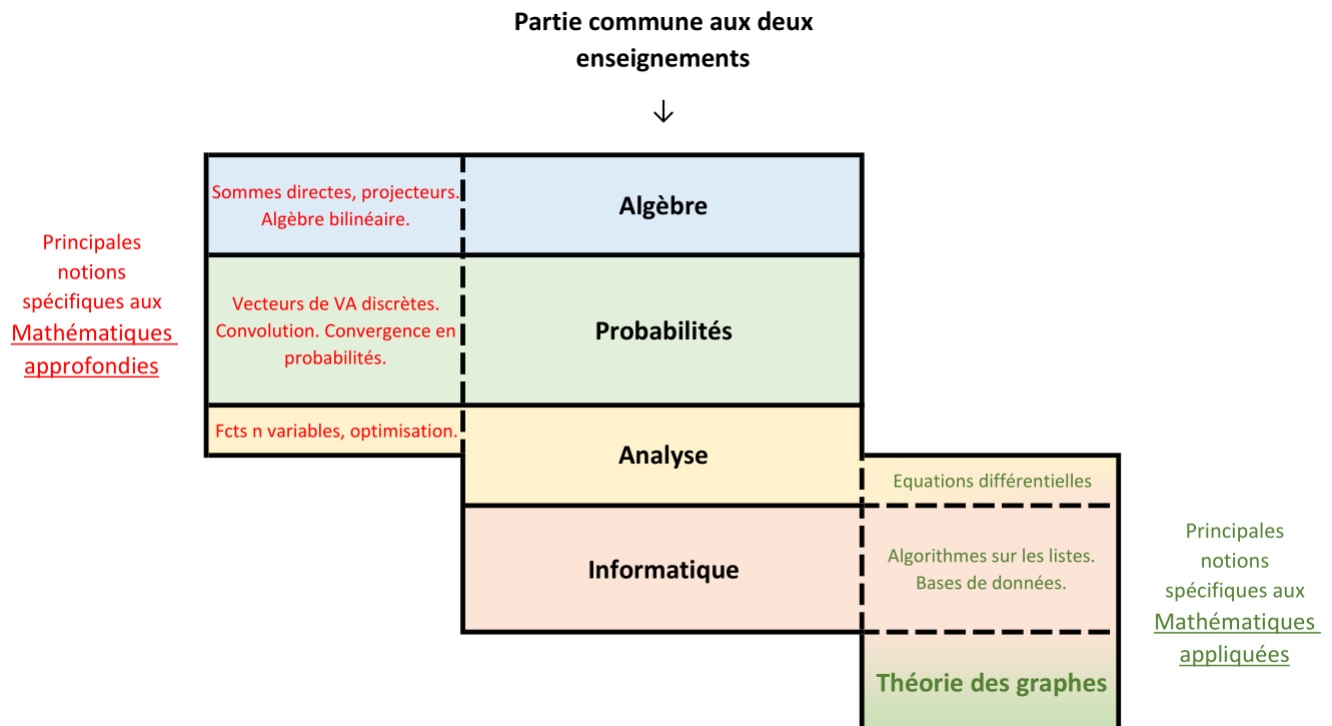 Partie commune aux deux
enseignements
↓
Sommes directes, projecteurs.
Algèbre bilinéaire.
Algèbre
Principales
notions
spécifiques aux
Mathématiques
approfondies
Vecteurs de VA discrètes.
Convolution. Convergence en
probabilités.
Probabilités
Fcts n variables, optimisation.
Analyse
Equations différentielles
Informatique
Algorithmes sur les listes.
Bases de données.
Principales
notions
spécifiques aux
Mathématiques
appliquées
Théorie des graphes